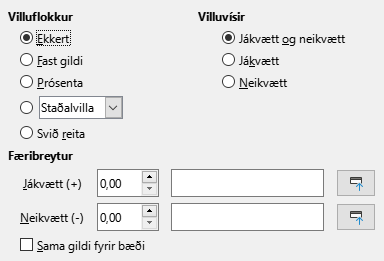 Villuflokkur
Ekkert
Fast gildi
Prósenta
Staðalvilla
Svið reita
Villuvísir
Jákvætt og neikvætt
Jákvætt
Neikvætt
Færibreytur
Jákvætt (+) 0,00
Neikvætt (-) 0,00
Sama gildi fyrir bæði